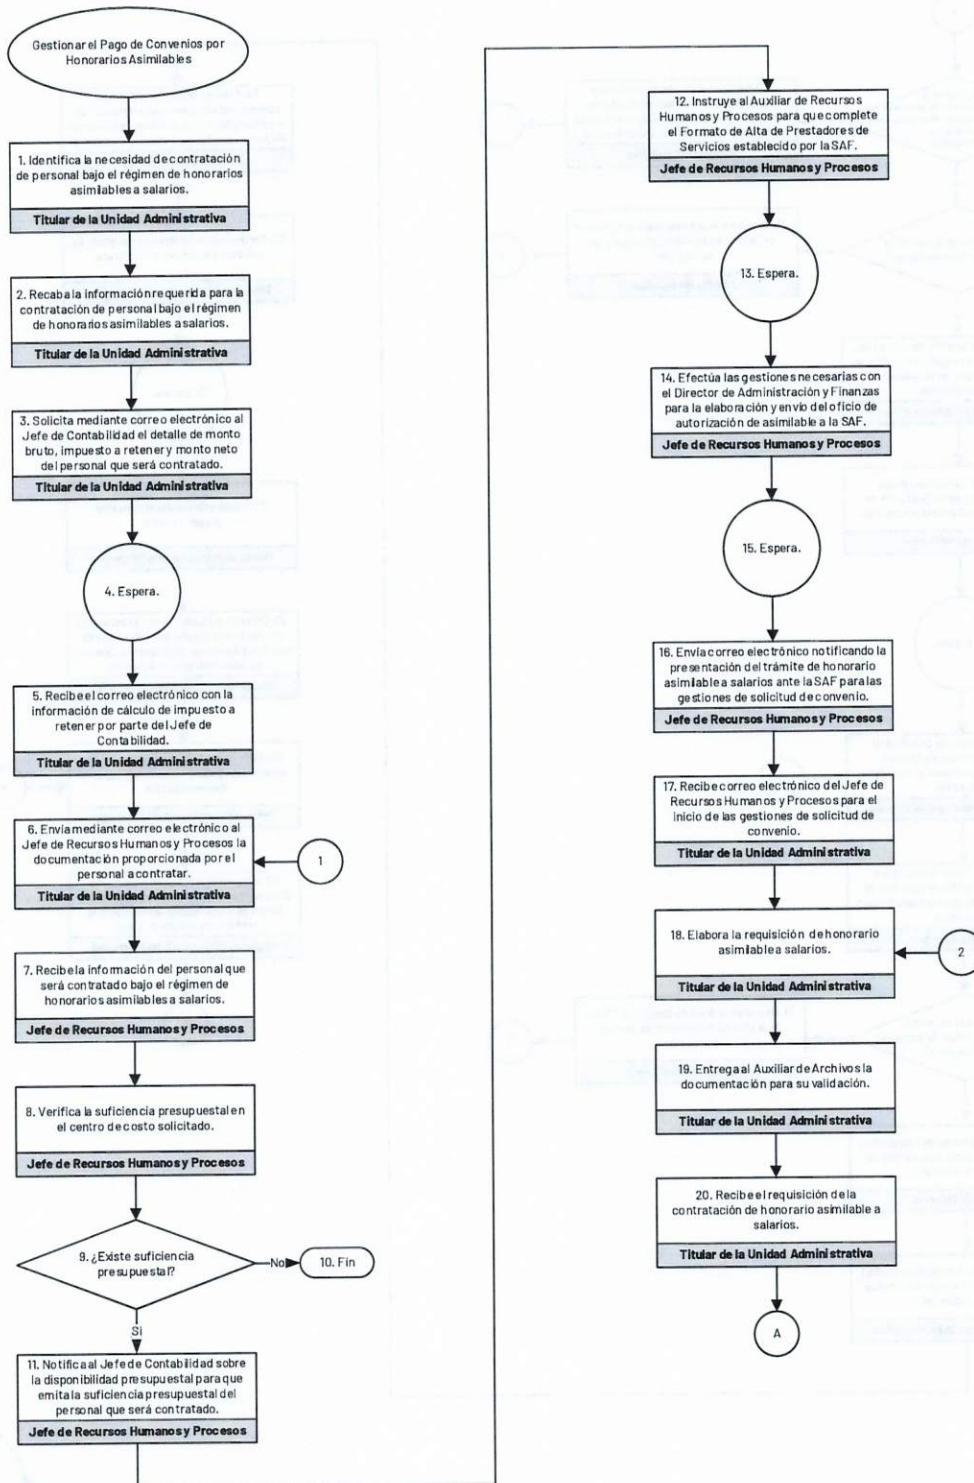 Gestionar el Pago de Convenios por
Honorarios Asimilables
1. Identifica la necesidad de contratación
de personal bajo el régimen de honorarios
asimilables a salarios.
Titular de la Unidad Administrativa
2. Recaba la información requerida para la
contratación de personal bajo el régimen
de honorarios asimilables a salarios.
Titular de la Unidad Administrativa
3. Solicita mediante correo electrónico al
Jefe de Contabilidad el detalle de monto
bruto, impuesto a retener y monto neto
del personal que será contratado.
Titular de la Unidad Administrativa
4. Espera.
5. Recibe el correo electrónico con la
información de cálculo de impuesto a
retener por parte del Jefe de
Contabilidad.
Titular de la Unidad Administrativa
6. Envía mediante correo electrónico al
Jefe de Recursos Humanos y Procesos la
documentación proporcionada por el
personal a contratar.
Titular de la Unidad Administrativa
1
7. Recibe la información del personal que
será contratado bajo el régimen de
honorarios asimilables a salarios.
Jefe de Recursos Humanos y Procesos
8. Verifica la suficiencia presupuestal en
el centro de costo solicitado.
Jefe de Recursos Humanos y Procesos
9. ¿Existe suficiencia
presupuestal?
No
10. Fin
Si
11. Notifica al Jefe de Contabilidad sobre
la disponibilidad presupuestal para que
emita la suficiencia presupuestal del
personal que será contratado.
Jefe de Recursos Humanos y Procesos
12. Instruye al Auxiliar de Recursos
Humanos y Procesos para que complete
el Formato de Alta de Prestadores de
Servicios establecido por la SAF.
Jefe de Recursos Humanos y Procesos
13. Espera.
14. Efectúa las gestiones necesarias con
el Director de Administración y Finanzas
para la elaboración y envío del oficio de
autorización de asimilable a la SAF.
Jefe de Recursos Humanos y Procesos
15. Espera.
16. Envía correo electrónico notificando la
presentación del trámite de honorario
asimilable a salarios ante la SAF para las
gestiones de solicitud de convenio.
Jefe de Recursos Humanos y Procesos
17. Recibe correo electrónico del Jefe de
Recursos Humanos y Procesos para el
inicio de las gestiones de solicitud de
convenio.
Titular de la Unidad Administrativa
18. Elabora la requisición de honorario
asimilable a salarios.
Titular de la Unidad Administrativa
2
19. Entrega al Auxiliar de Archivos la
documentación para su validación.
Titular de la Unidad Administrativa
20. Recibe el requisición de la
contratación de honorario asimilable a
salarios.
Titular de la Unidad Administrativa
A